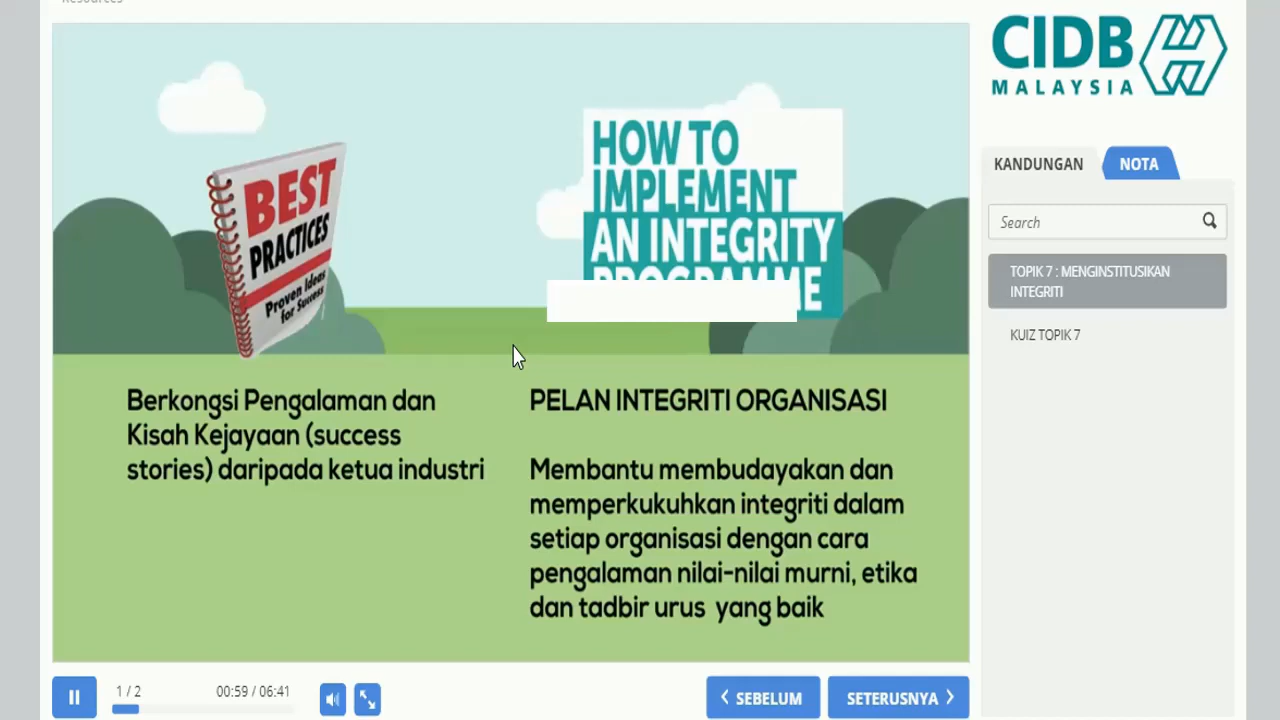 Resources
CIDB
MALAYSIA
HOW TO
IMPLEMENT
AN INTEGRITY
PROGRAMME
BEST
PRACTICES
Proven Ideas
for Success
KANDUNGAN
NOTA
Search
TOPIK 7 : MENGINSTITUSIKAN
INTEGRITI
KUIZ TOPIK 7
Berkongsi Pengalaman dan
Kisah Kejayaan (success
stories) daripada ketua industri
PELAN INTEGRITI ORGANISASI
Membantu membudayakan dan
memperkukuhkan integriti dalam
setiap organisasi dengan cara
pengalaman nilai-nilai murni, etika
dan tadbir urus yang baik
1 / 2
00:59 / 06:41
SEBELUM
SETERUSNYA